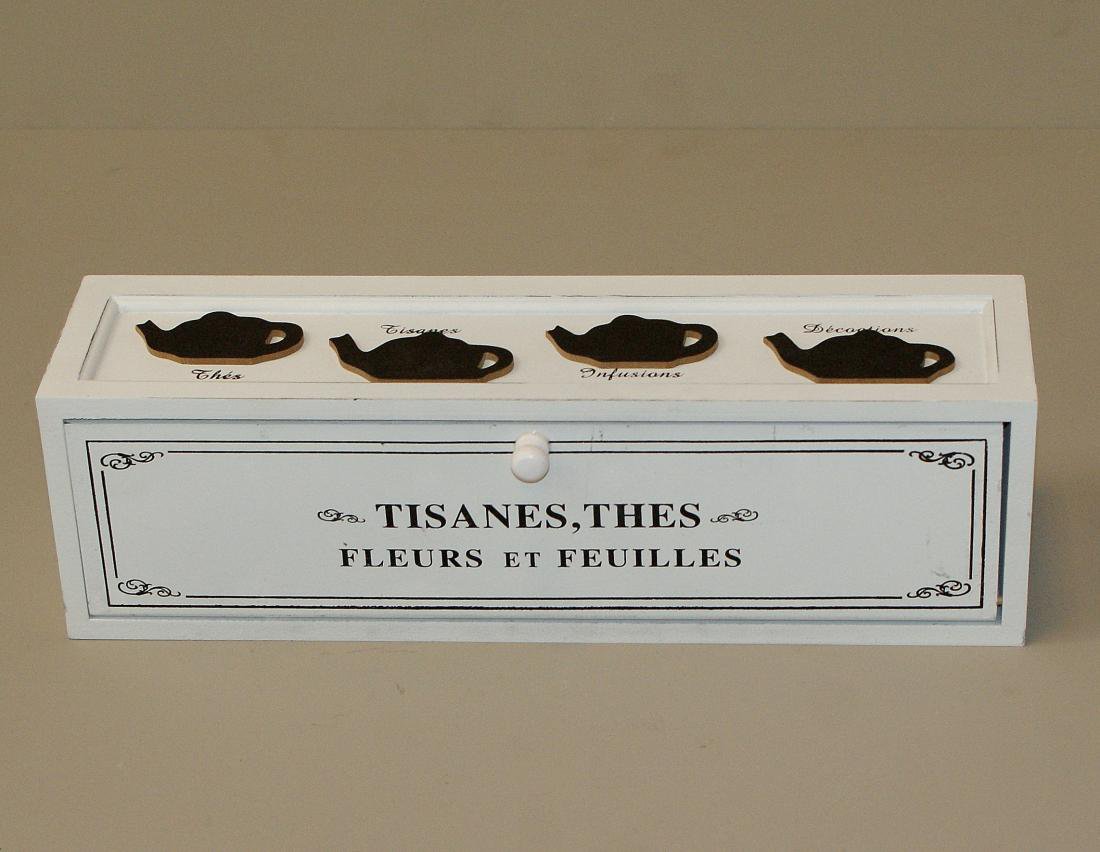 Thés
Tisanes
Infusions
Décoctions
TISANES,THES
FLEURS ET FEUILLES